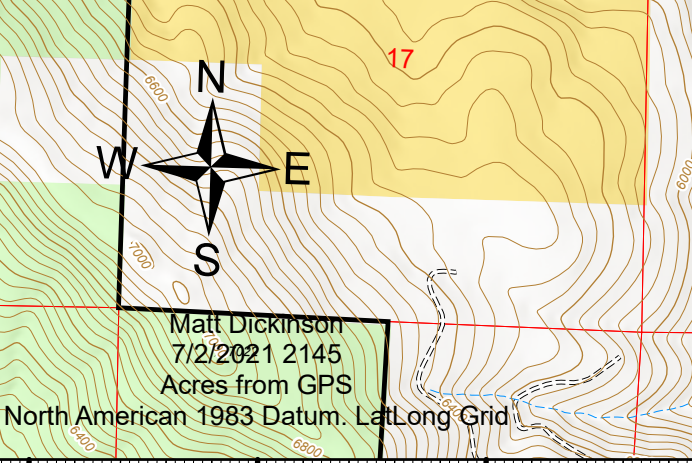 17
6600
N
W
E
6000
S
7000
Matt Dickinson
7/2/2021 2145
Acres from GPS
North American 1983 Datum. LatLong Grid
6400
6800